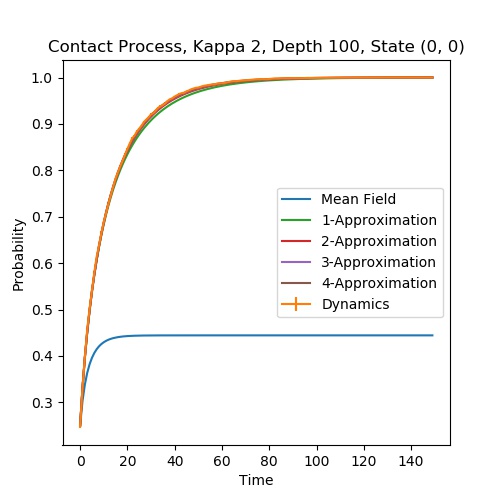 Contact Process, Kappa 2, Depth 100, State (0, 0)
1.0
0.9
0.8
0.7
0.6
0.5
0.4
0.3
Probability
Mean Field
1-Approximation
2-Approximation
3-Approximation
4-Approximation
Dynamics
0 20 40 60 80 100 120 140
Time